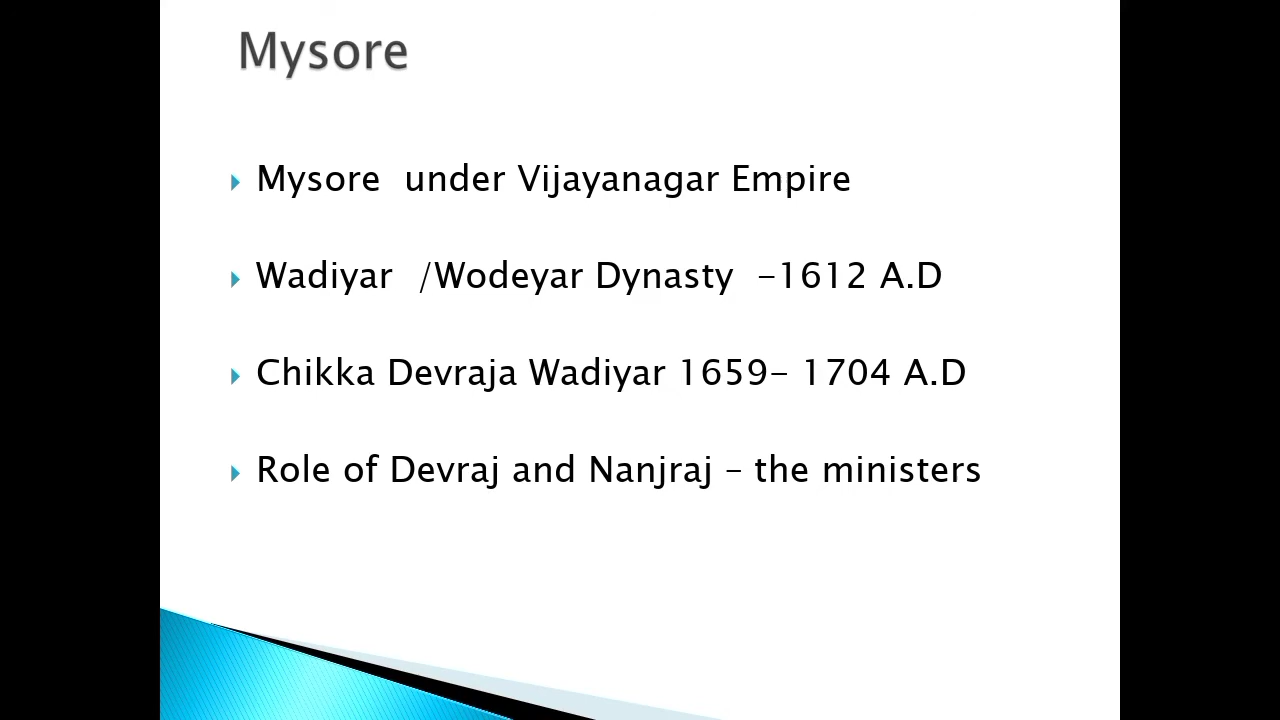 Mysore
Mysore  under Vijayanagar Empire
Wadiyar  /Wodeyar Dynasty  -1612 A.D
Chikka Devraja Wadiyar 1659- 1704 A.D
Role of Devraj and Nanjraj – the ministers